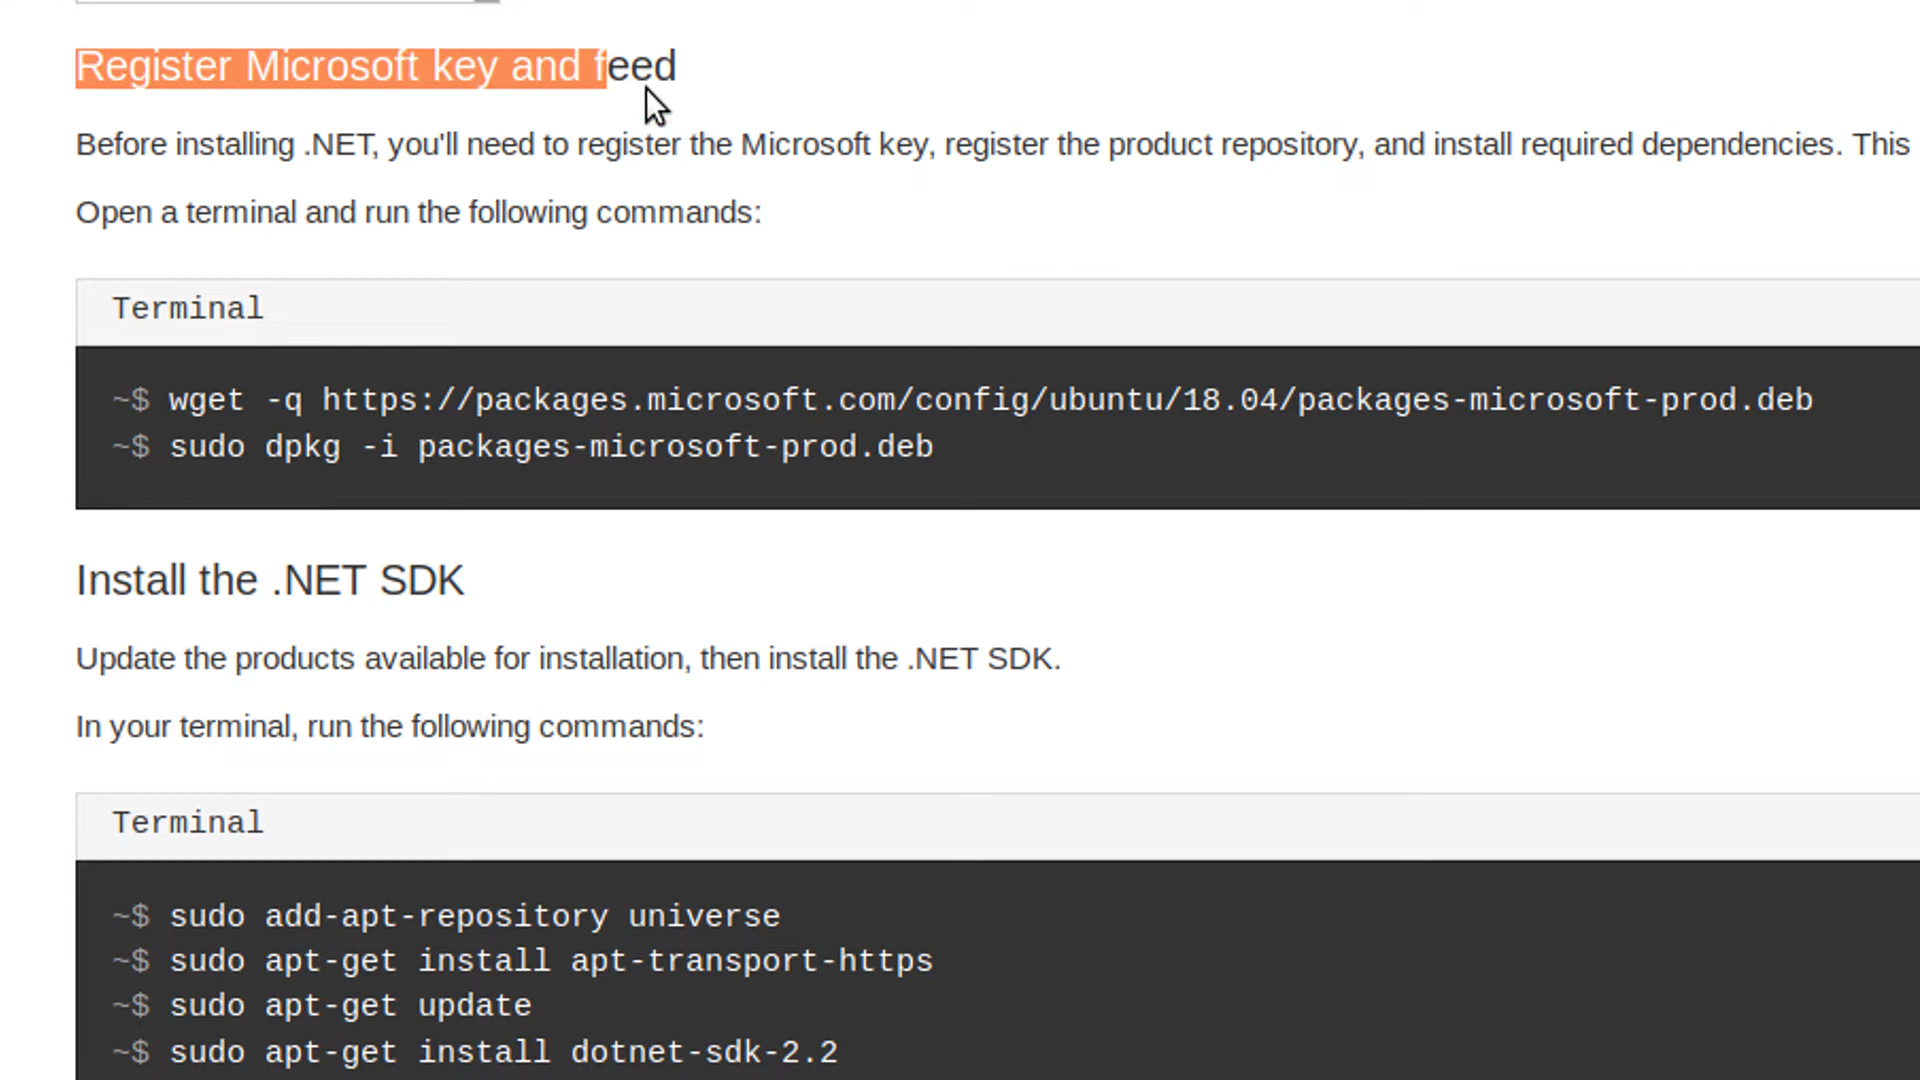 Register Microsoft key and feed
Before installing .NET, you'll need to register the Microsoft key, register the product repository, and install required dependencies. This
Open a terminal and run the following commands:
Terminal
~$ wget -q https://packages.microsoft.com/config/ubuntu/18.04/packages-microsoft-prod.deb
~$ sudo dpkg -i packages-microsoft-prod.deb
Install the .NET SDK
Update the products available for installation, then install the .NET SDK.
In your terminal, run the following commands:
Terminal
~$ sudo add-apt-repository universe
~$ sudo apt-get install apt-transport-https
~$ sudo apt-get update
~$ sudo apt-get install dotnet-sdk-2.2